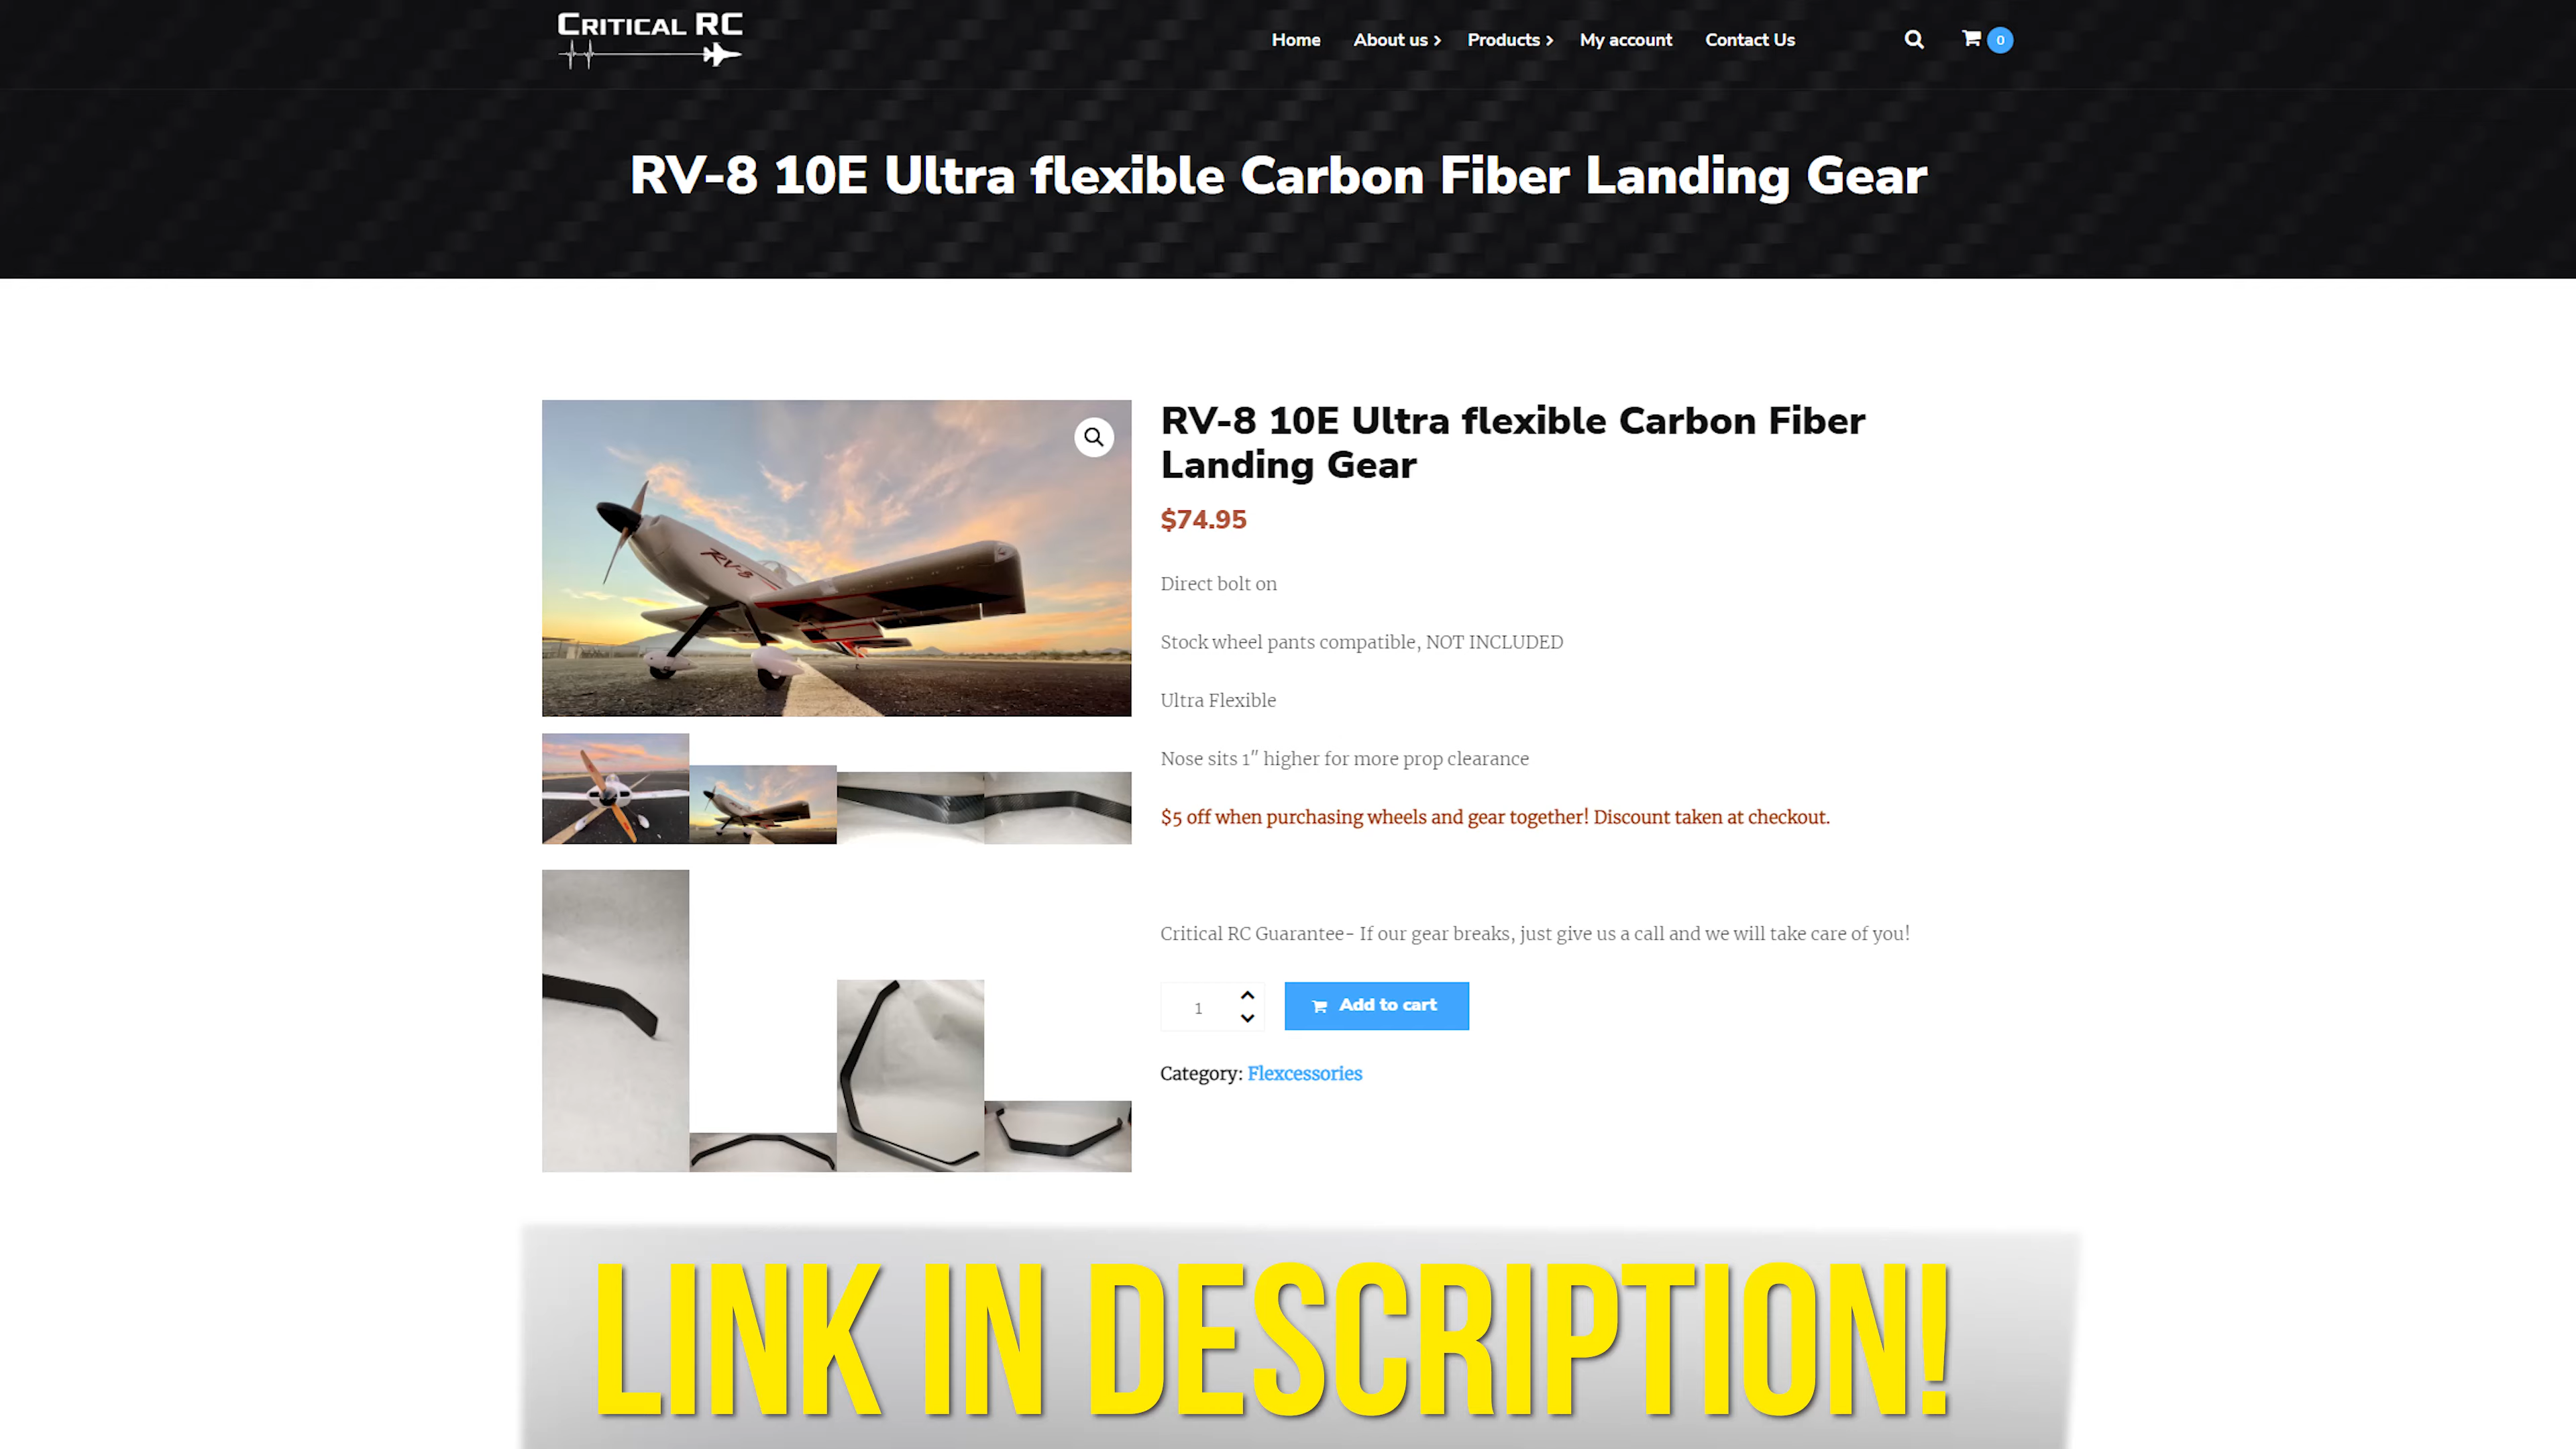 CRITICAL RC
Home
About us
Products
My account
Contact Us
0
RV-8 10E Ultra flexible Carbon Fiber Landing Gear
RV-8
RV-8 10E Ultra flexible Carbon Fiber
Landing Gear
$74.95
Direct bolt on
Stock wheel pants compatible, NOT INCLUDED
Ultra Flexible
Nose sits 1″ higher for more prop clearance
$5 off when purchasing wheels and gear together! Discount taken at checkout.
Critical RC Guarantee- If our gear breaks, just give us a call and we will take care of you!
1
Add to cart
Category: Flexcessories
LINK IN DESCRIPTION!